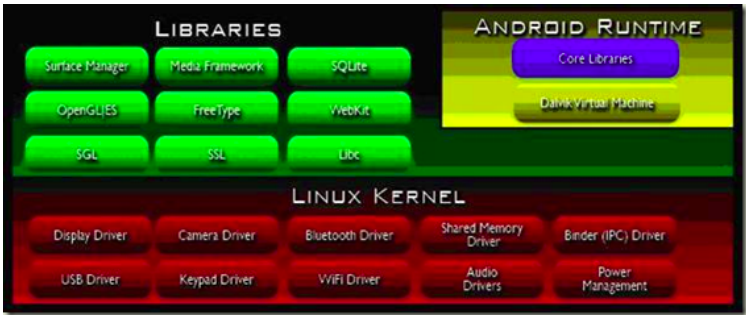 LIBRARIES
ANDROID RUNTIME
Surface Manager
Media Framework
SQLite
Core Libraries
OpenGL|ES
FreeType
WebKit
Dalvik Virtual Machine
SGL
SSL
Libc
LINUX KERNEL
Display Driver
Camera Driver
Bluetooth Driver
Shared Memory
Driver
Binder (IPC) Driver
USB Driver
Keypad Driver
WiFi Driver
Audio
Drivers
Power
Management